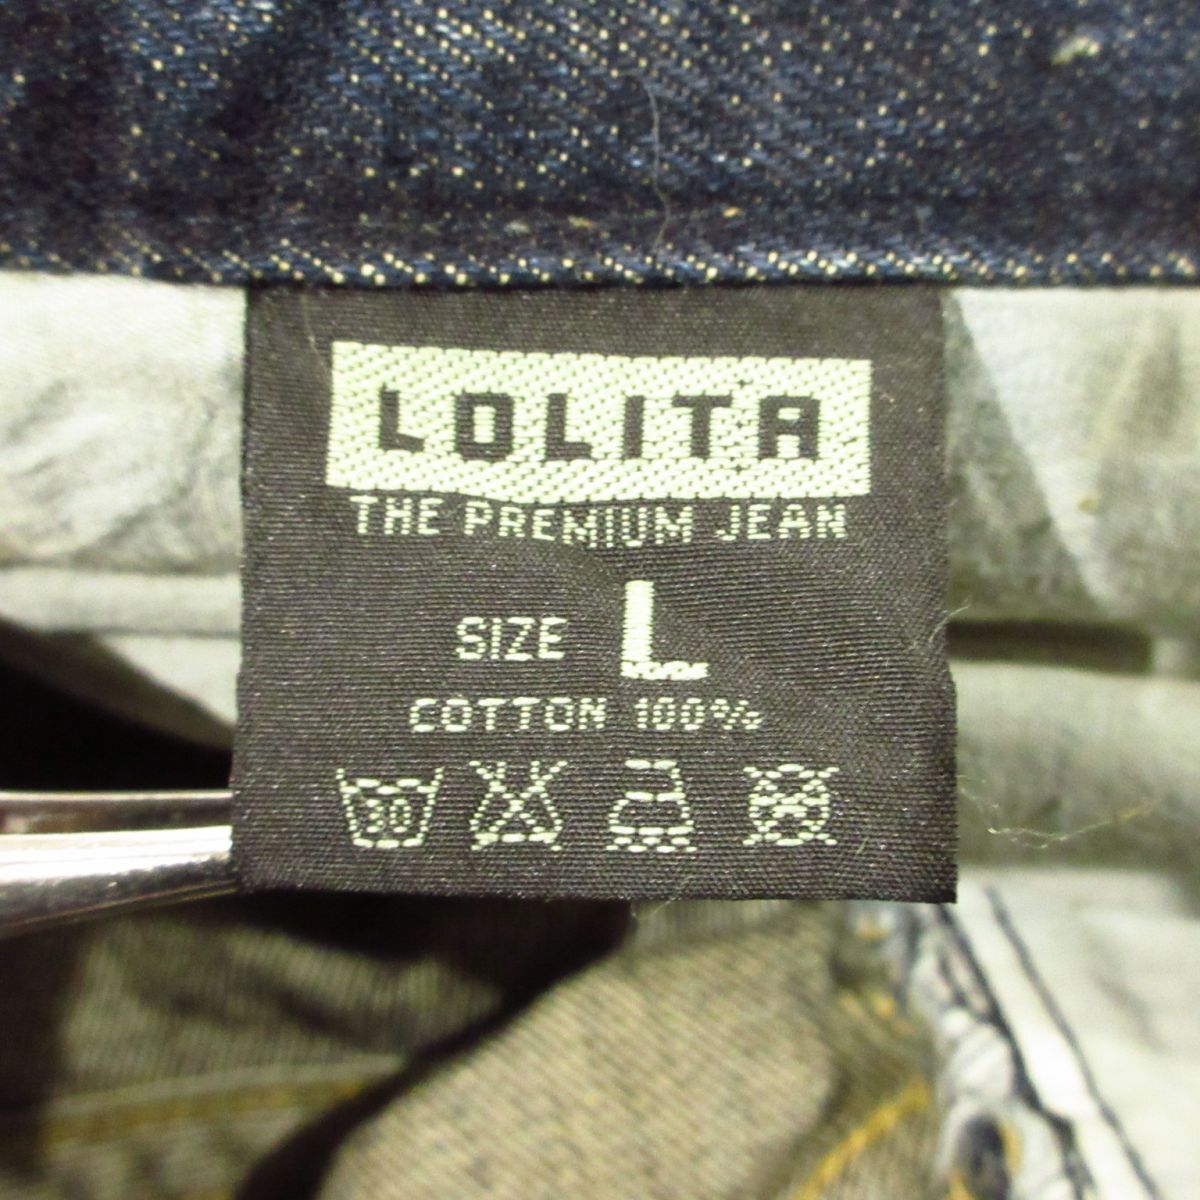 LOLITA
THE PREMIUM JEAN
SIZE L
COTTON 100%
30